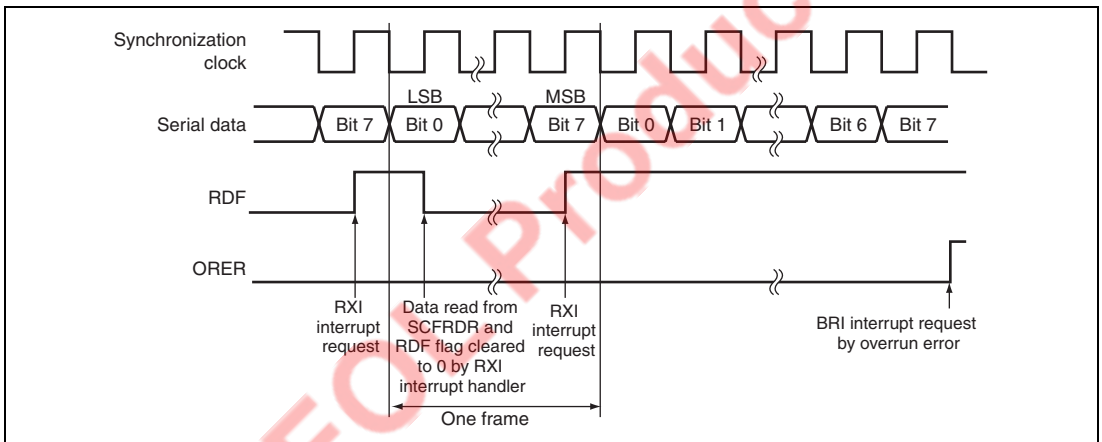 Synchronization
clock
LSB
MSB
Serial data
Bit 7
Bit 0
Bit 7
Bit 0
Bit 1
Bit 6
Bit 7
RDF
ORER
RXI
interrupt
request
Data read from
SCFRDR and
RDF flag cleared
to 0 by RXI
interrupt handler
RXI
interrupt
request
BRI interrupt request
by overrun error
One frame
EOL Produc